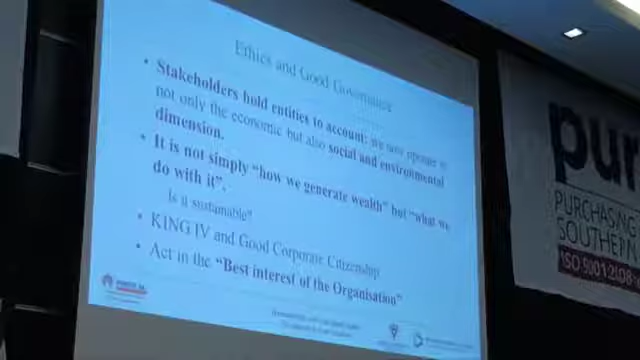 Ethics and Good Governance
• Stakeholders hold entities to account: we now operate in
not only the economic but also social and environmental
dimension.
• It is not simply "how we generate wealth" but "what we
do with it".
Is it sustainable?
• KING IV and Good Corporate Citizenship
• Act in the "Best interest of the Organisation"
pur
PURCHASING
SOUTHERN
ISO 9001:2008